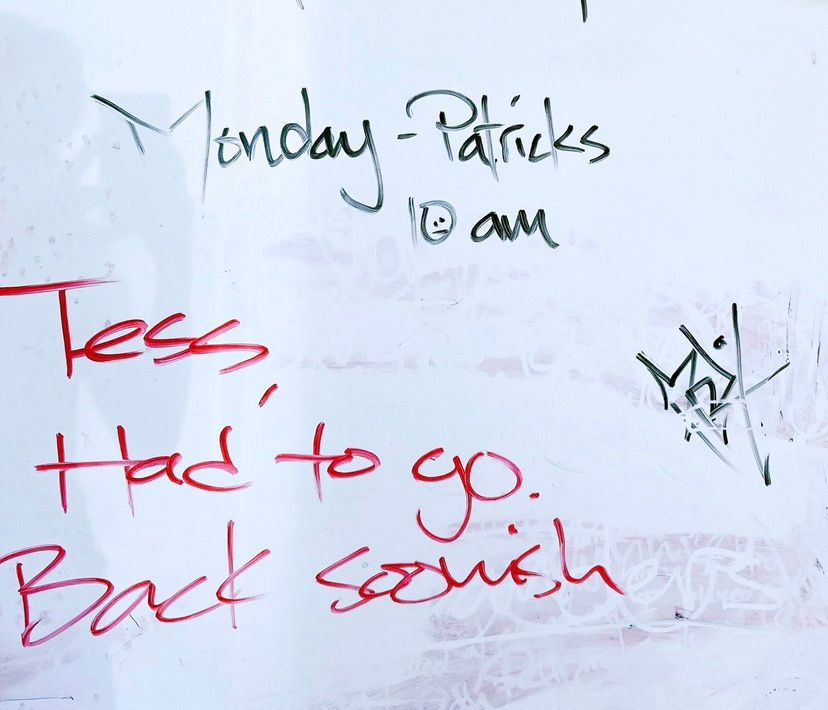 Monday - Patricks
10 am
Tess,
Had to go.
Back soonish